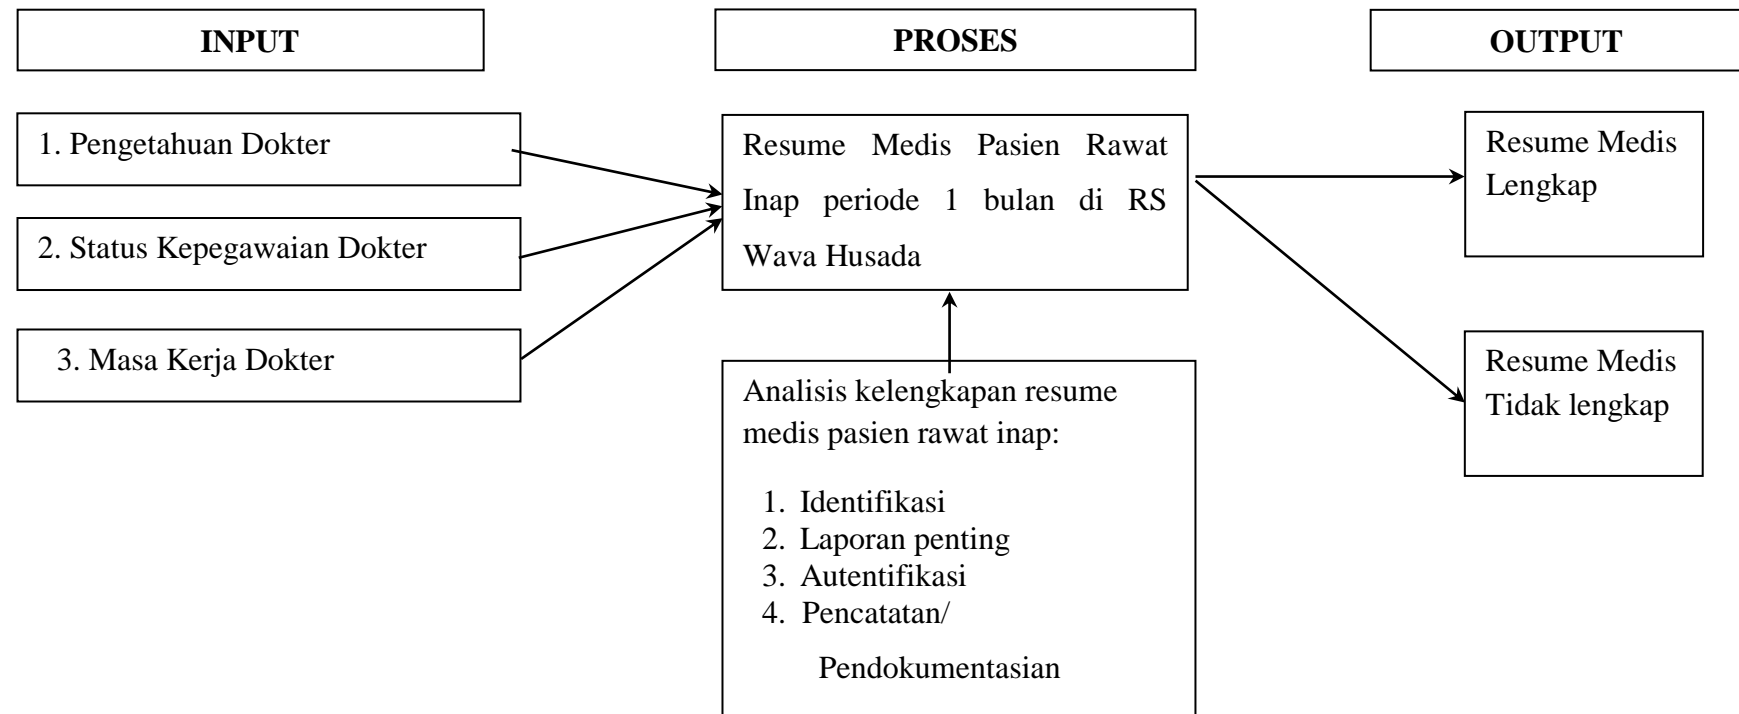 INPUT
PROSES
OUTPUT
1. Pengetahuan Dokter
2. Status Kepegawaian Dokter
3. Masa Kerja Dokter
Resume Medis Pasien Rawat
Inap periode 1 bulan di RS
Wava Husada
Analisis kelengkapan resume
medis pasien rawat inap:
1. Identifikasi
2. Laporan penting
3. Autentifikasi
4. Pencatatan/
Pendokumentasian
Resume Medis
Lengkap
Resume Medis
Tidak lengkap